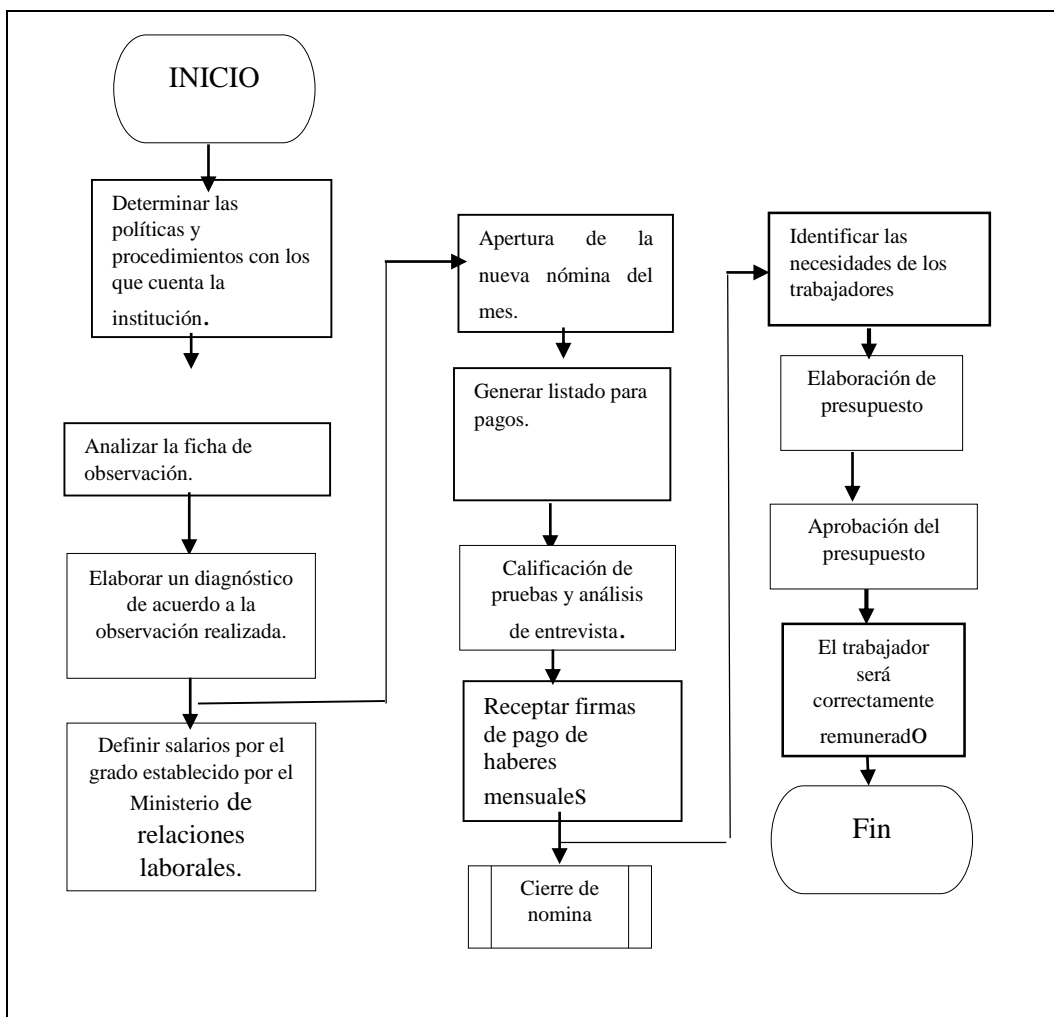 INICIO
Determinar las
políticas y
procedimientos con los
que cuenta la
institución.
Analizar la ficha de
observación.
Elaborar un diagnóstico
de acuerdo a la
observación realizada.
Definir salarios por el
grado establecido por el
Ministerio de
relaciones
laborales.
Apertura de la
nueva nómina del
mes.
Generar listado para
pagos.
Calificación de
pruebas y análisis
de entrevista.
Receptar firmas
de pago de
haberes
mensualeS
Cierre de
nomina
Identificar las
necesidades de los
trabajadores
Elaboración de
presupuesto
Aprobación del
presupuesto
El trabajador
será
correctamente
remuneradO
Fin